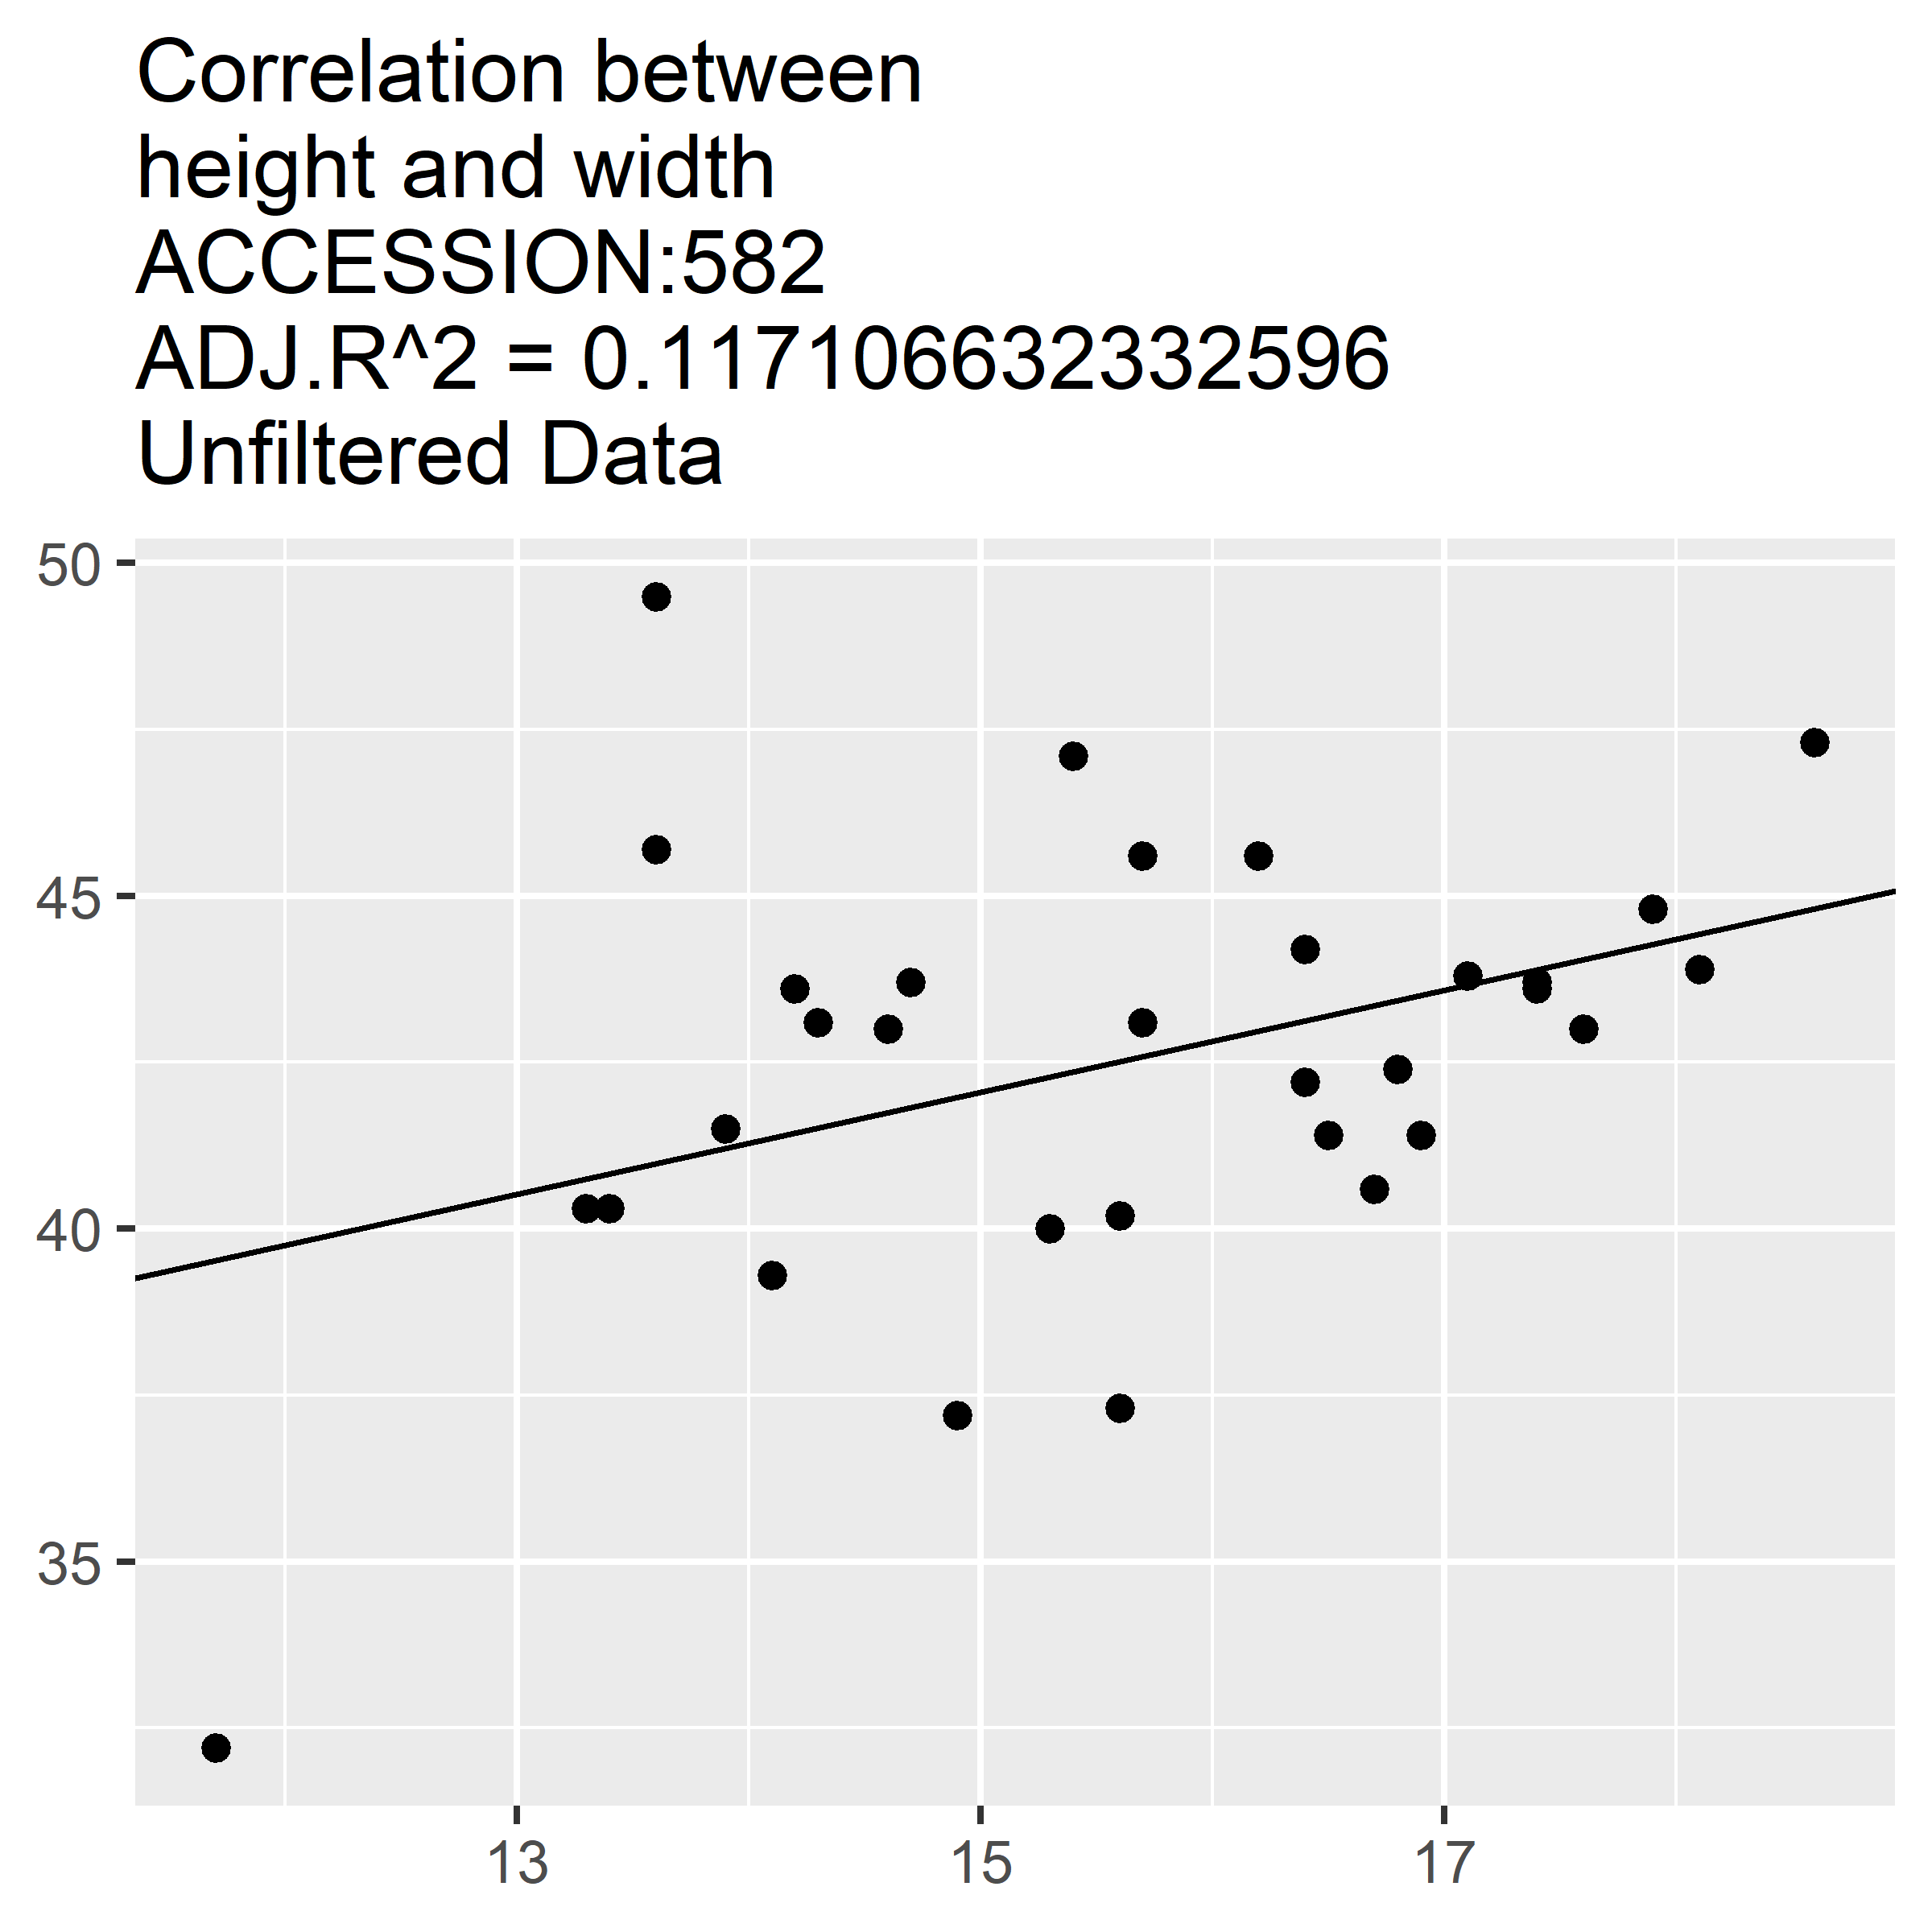 Correlation between
height and width
ACCESSION:582
ADJ.R^2 = 0.117106632332596
Unfiltered Data
50
45
40
35
13 15 17